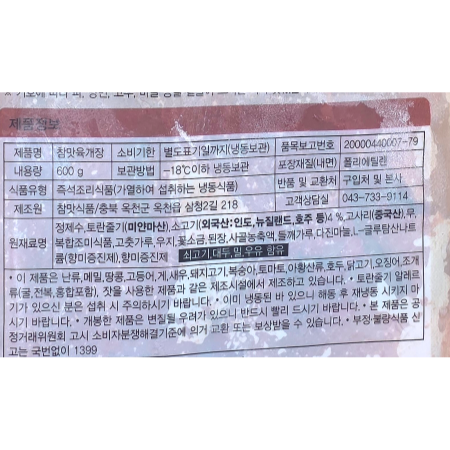 제품정보
제품명 참맛육개장 소비기한 별도표기일까지(냉동보관) 품목보고번호 20000440007-79
내용량 600 g 보관방법 -18℃이하 냉동보관 포장재질(내면) 폴리에틸렌
식품유형 즉석조리식품(가열하여 섭취하는 냉동식품) 반품 및 교환처 구입처 및 본사
제조원 참맛식품/충북 옥천군 옥천읍 삼청2길 218 고객상담실 043-733-9114
원재료명 정제수,토란줄기(미얀마산),소고기(외국산:인도,뉴질랜드,호주 등)4 %,고사리(중국산),무,
복합조미식품,고춧가루,우지,꽃소금,된장,사골농축액,들깨가루,다진마늘,L-글루탐산나트
륨(향미증진제),향미증진제 쇠고기,대두,밀,우유 함유
• 이 제품은 난류,메밀,땅콩,고등어,게,새우,돼지고기,복숭아,토마토,아황산류,호두,닭고기,오징어,조개
류(굴,전복,홍합포함), 잣을 사용한 제품과 같은 제조시설에서 제조하고 있습니다. • 토란줄기 알레르
기가 있으신 분은 섭취 시 주의하시기 바랍니다. • 이미 냉동된 바 있으니 해동 후 재냉동 시키지 마
시기 바랍니다. • 개봉한 제품은 변질될 우려가 있으니 반드시 빨리 드시기 바랍니다. • 본 제품은 공
정거래위원회 고시 소비자분쟁해결기준에 의거 교환 또는 보상받을 수 있습니다. • 부정·불량식품 신
고는 국번없이 1399